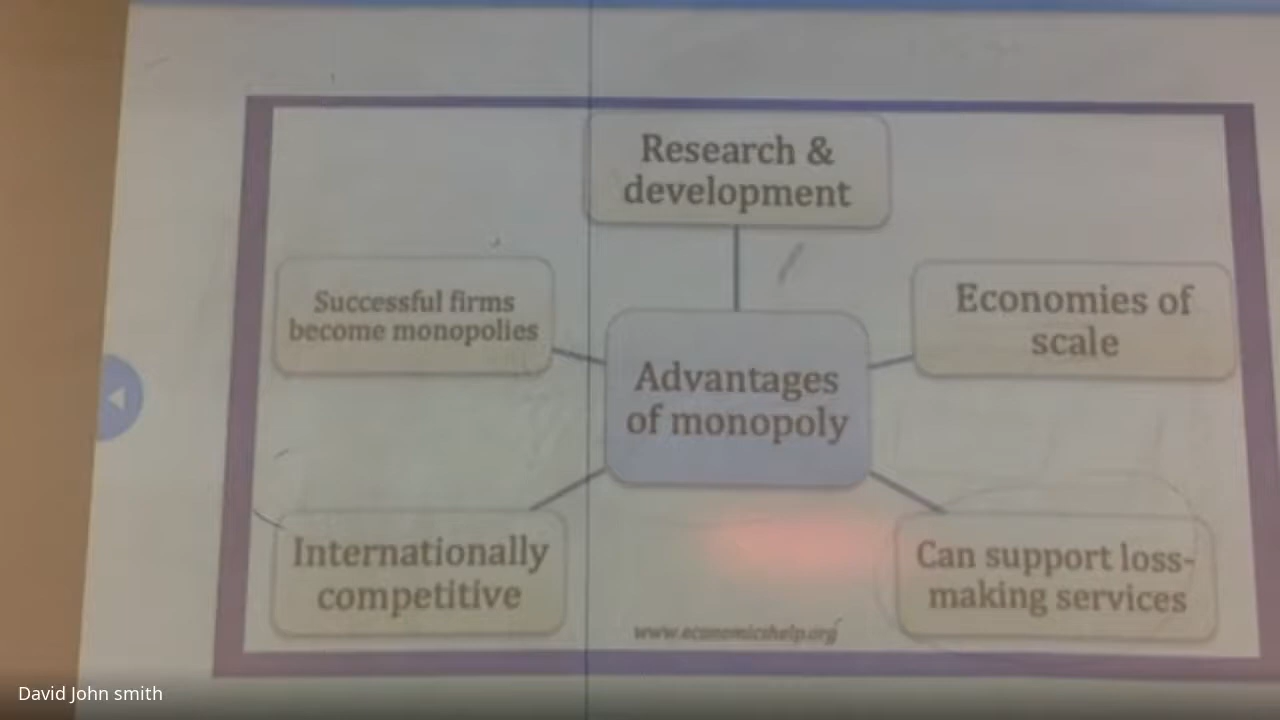 Research &
development
Successful firms
become monopolies
Economies of
scale
Advantages
of monopoly
Internationally
competitive
Can support loss-
making services
www.economicshelp.org
David John smith